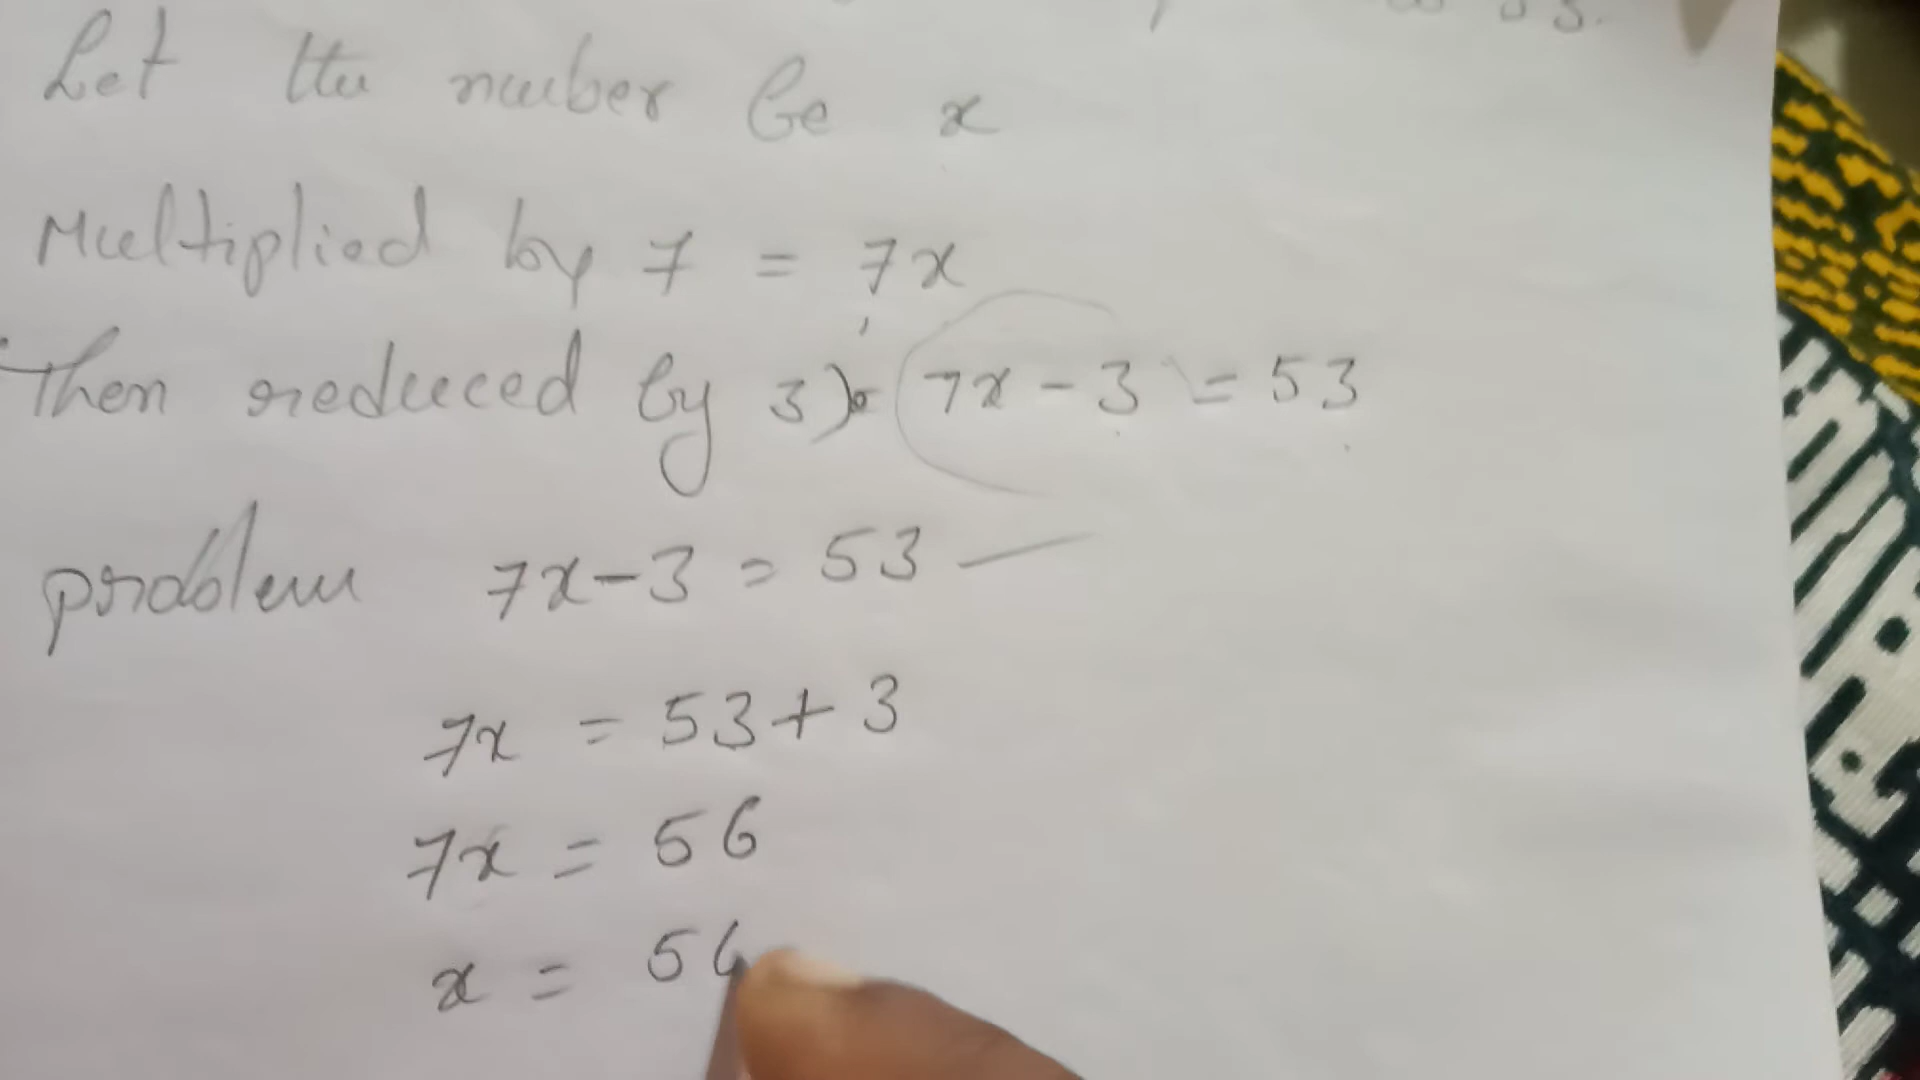 53.
Let the number be x
Multiplied by 7 = 7x
Then reduced by 3) = 7x - 3 = 53
problem 7x - 3 = 53
7x = 53 + 3
7x = 56
x = 56